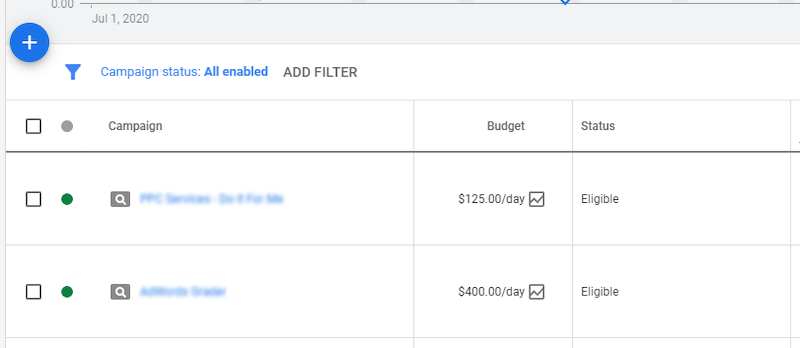 0.00
Jul 1, 2020
Campaign status: All enabled ADD FILTER
Campaign Budget Status
PPC Services - Do It For Me $125.00/day Eligible
AdWords Grader $400.00/day Eligible